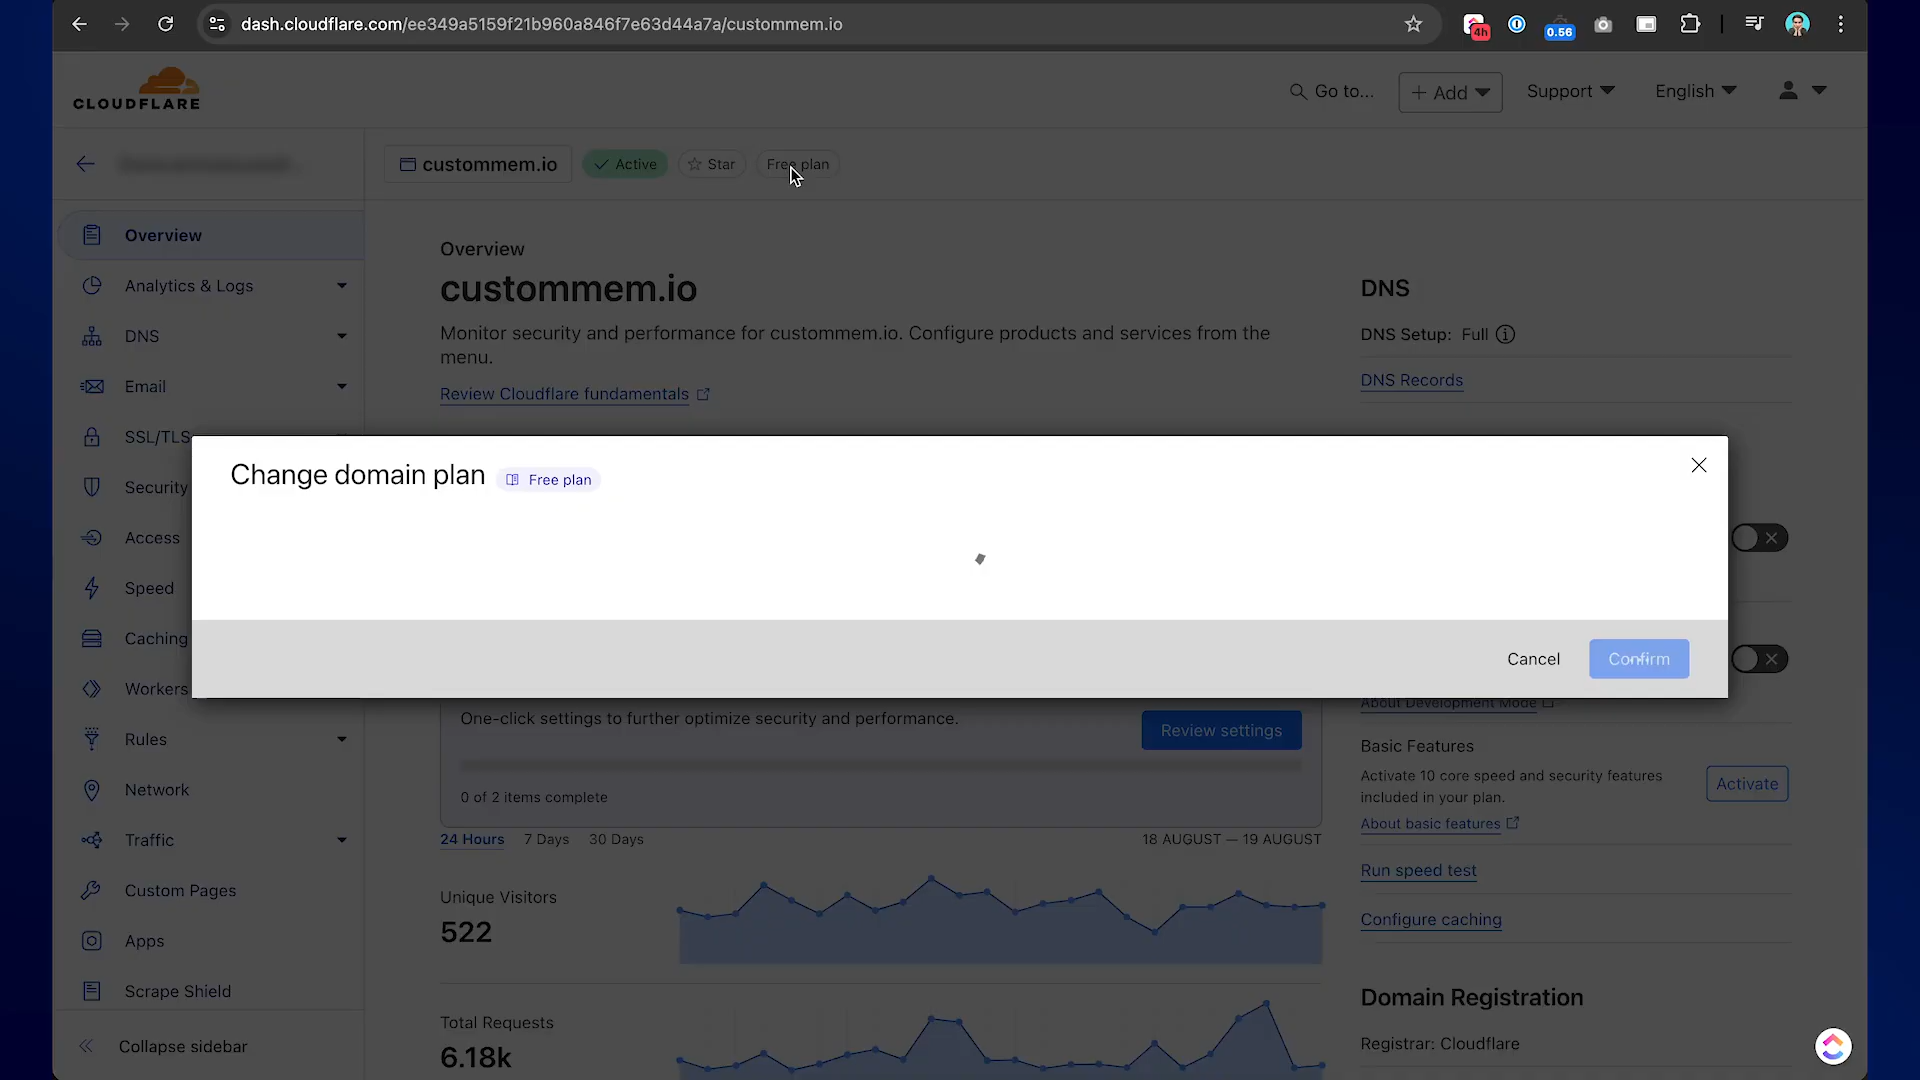 dash.cloudflare.com/ee349a5159f21b960a846f7e63d44a7a/custommem.io
4h
0.56
CLOUDFLARE
Go to...
+ Add
Support
English
custommem.io
Active
Star
Free plan
Overview
Analytics & Logs
DNS
Email
SSL/TLS
Security
Access
Speed
Caching
Workers
Rules
Network
Traffic
Custom Pages
Apps
Scrape Shield
Collapse sidebar
Overview
custommem.io
Monitor security and performance for custommem.io. Configure products and services from the
menu.
Review Cloudflare fundamentals
DNS
DNS Setup: Full
DNS Records
Change domain plan
Free plan
Cancel
Confirm
One-click settings to further optimize security and performance.
Review settings
0 of 2 items complete
24 Hours
7 Days
30 Days
18 AUGUST — 19 AUGUST
Unique Visitors
522
Total Requests
6.18k
About Development Mode
Basic Features
Activate 10 core speed and security features
included in your plan.
Activate
About basic features
Run speed test
Configure caching
Domain Registration
Registrar: Cloudflare